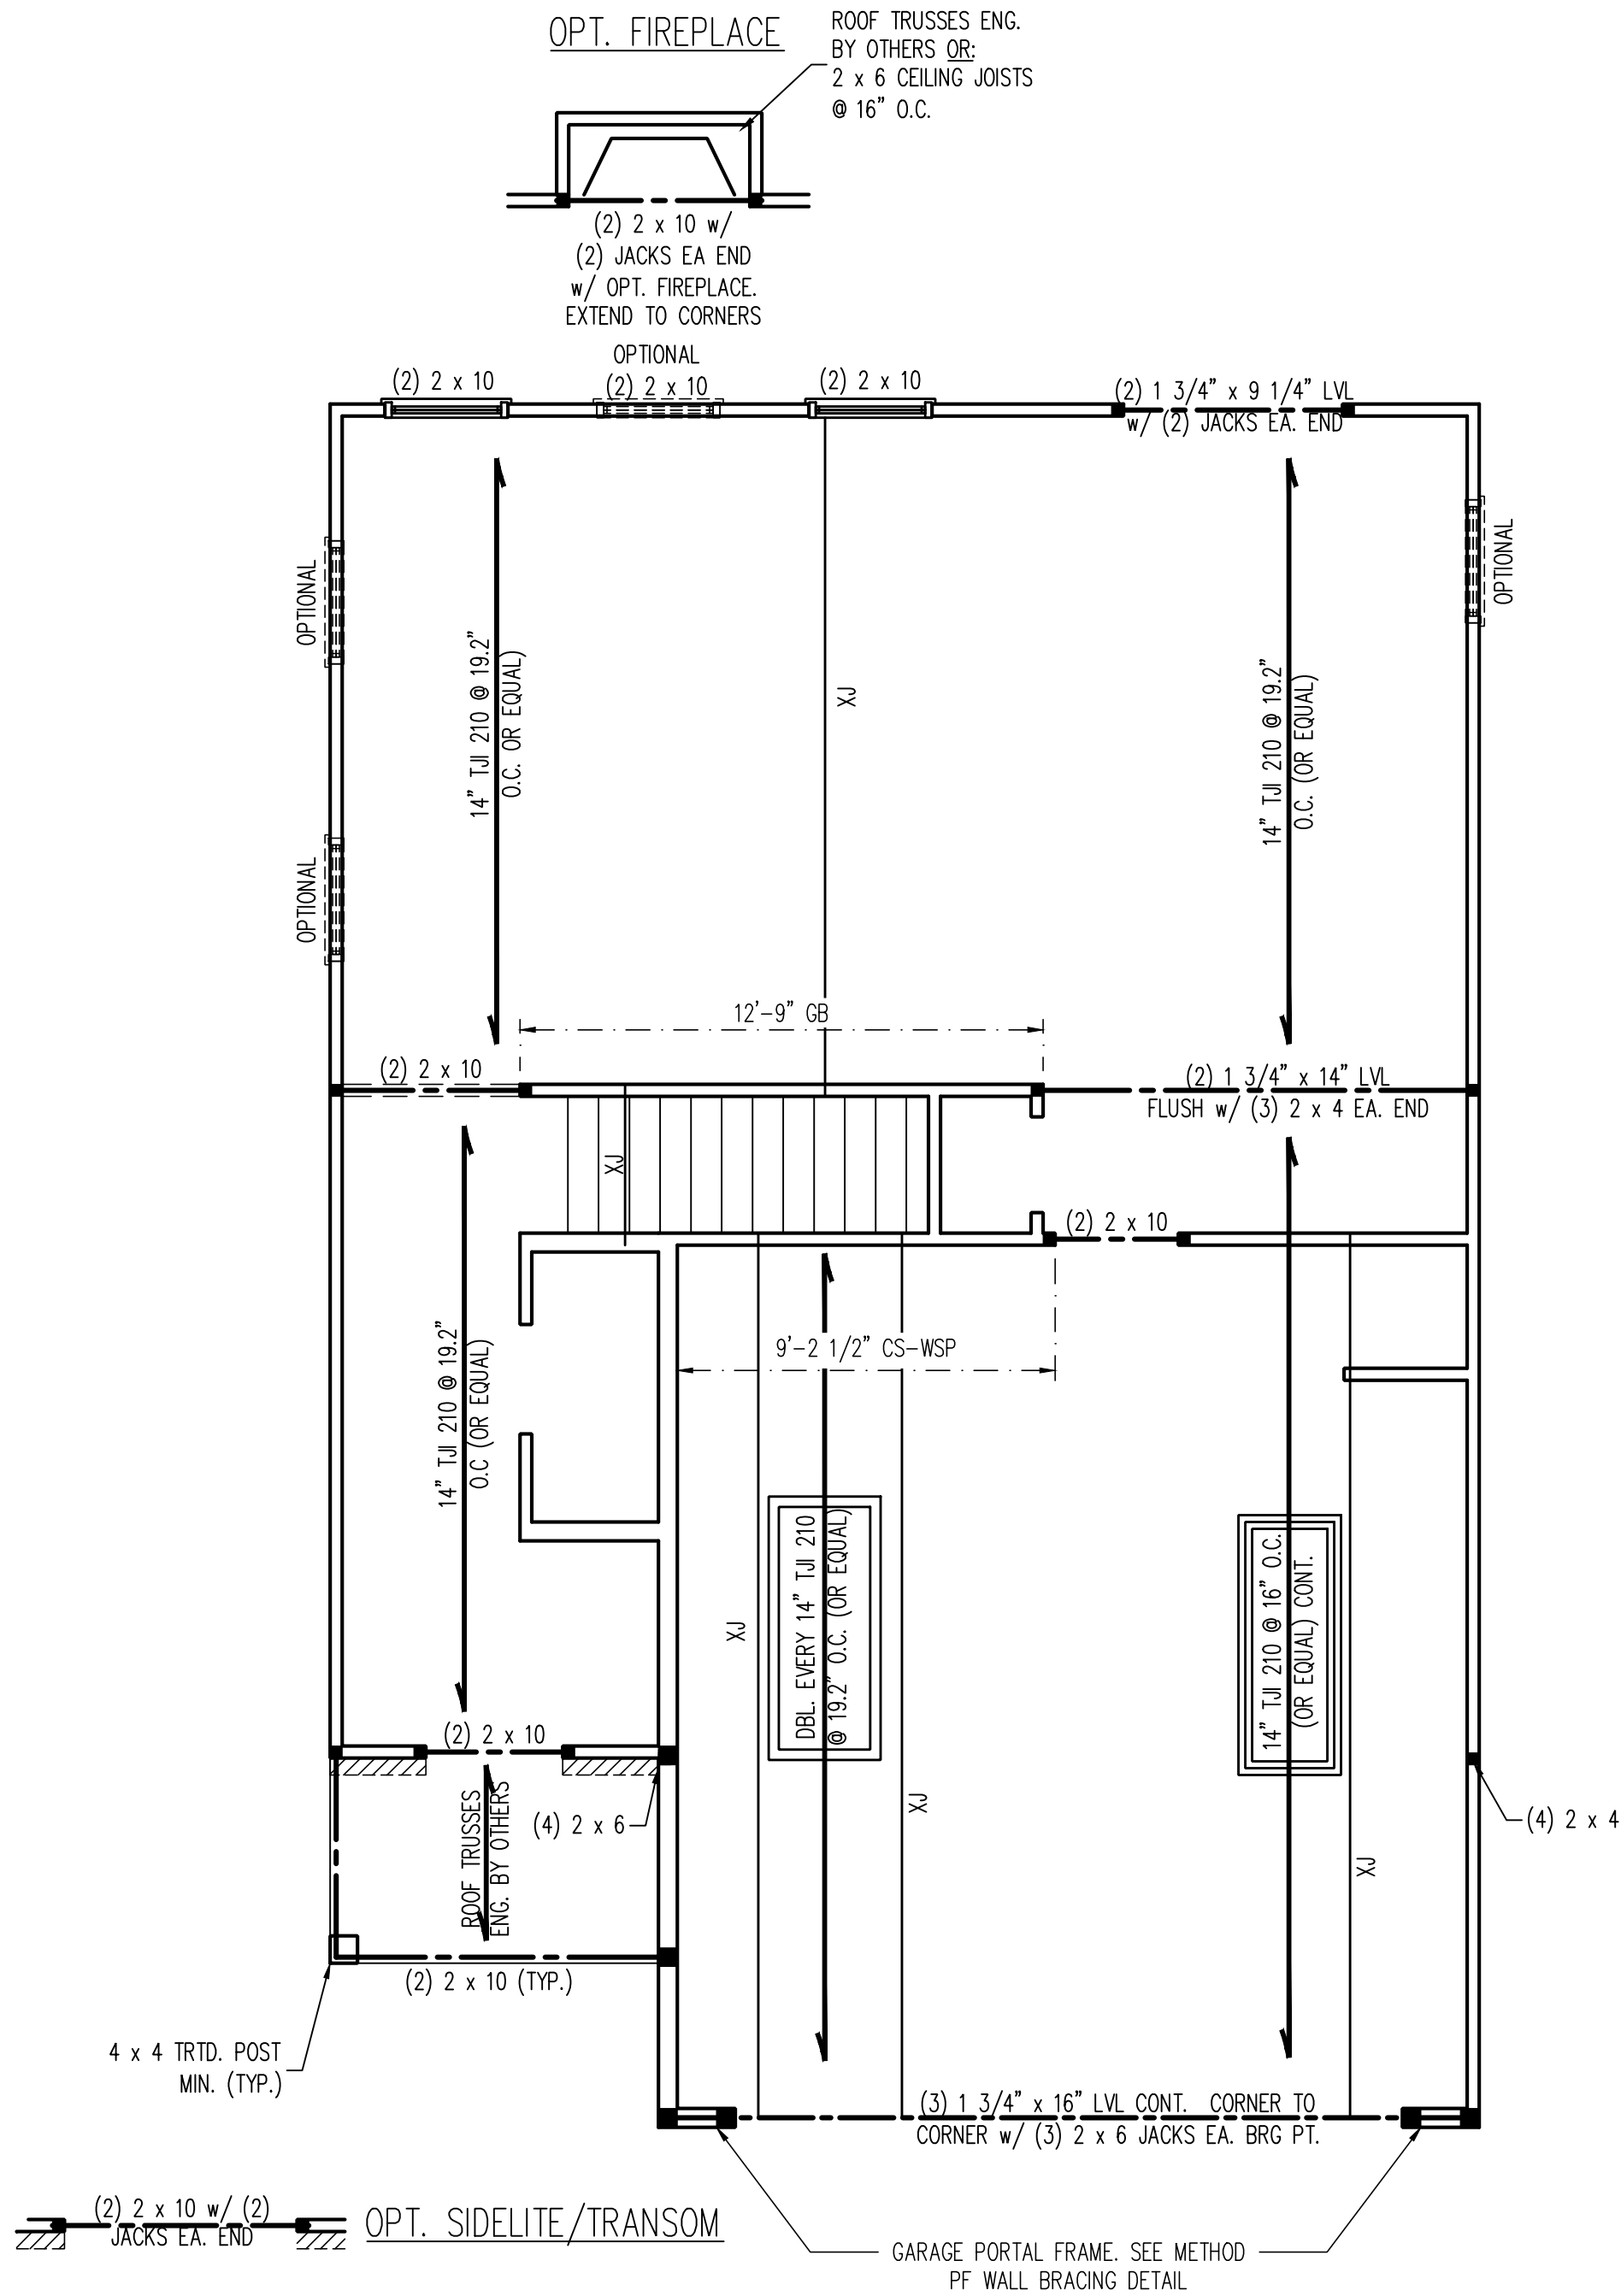 OPT. FIREPLACE
ROOF TRUSSES ENG.
BY OTHERS OR:
2 x 6 CEILING JOISTS
@ 16" O.C.
(2) 2 x 10 w/
(2) JACKS EA END
w/ OPT. FIREPLACE.
EXTEND TO CORNERS
OPTIONAL
(2) 2 x 10
(2) 2 x 10
(2) 2 x 10
(2) 1 3/4" x 9 1/4" LVL
w/ (2) JACKS EA. END
OPTIONAL
OPTIONAL
OPTIONAL
14" TJI 210 @ 19.2"
O.C. OR EQUAL)
XJ
14" TJI 210 @ 19.2"
O.C. (OR EQUAL)
12'-9" GB
(2) 2 x 10
(2) 1 3/4" x 14" LVL
FLUSH w/ (3) 2 x 4 EA. END
XJ
(2) 2 x 10
9'-2 1/2" CS-WSP
14" TJI 210 @ 19.2"
O.C (OR EQUAL)
XJ
DBL. EVERY 14" TJI 210
@ 19.2" O.C. (OR EQUAL)
XJ
14" TJI 210 @ 16" O.C.
(OR EQUAL) CONT.
XJ
(2) 2 x 10
ROOF TRUSSES
ENG. BY OTHERS
(4) 2 x 6
(4) 2 x 4
(2) 2 x 10 (TYP.)
4 x 4 TRTD. POST
MIN. (TYP.)
(3) 1 3/4" x 16" LVL CONT. CORNER TO
CORNER w/ (3) 2 x 6 JACKS EA. BRG PT.
(2) 2 x 10 w/ (2)
JACKS EA. END
OPT. SIDELITE/TRANSOM
GARAGE PORTAL FRAME. SEE METHOD
PF WALL BRACING DETAIL